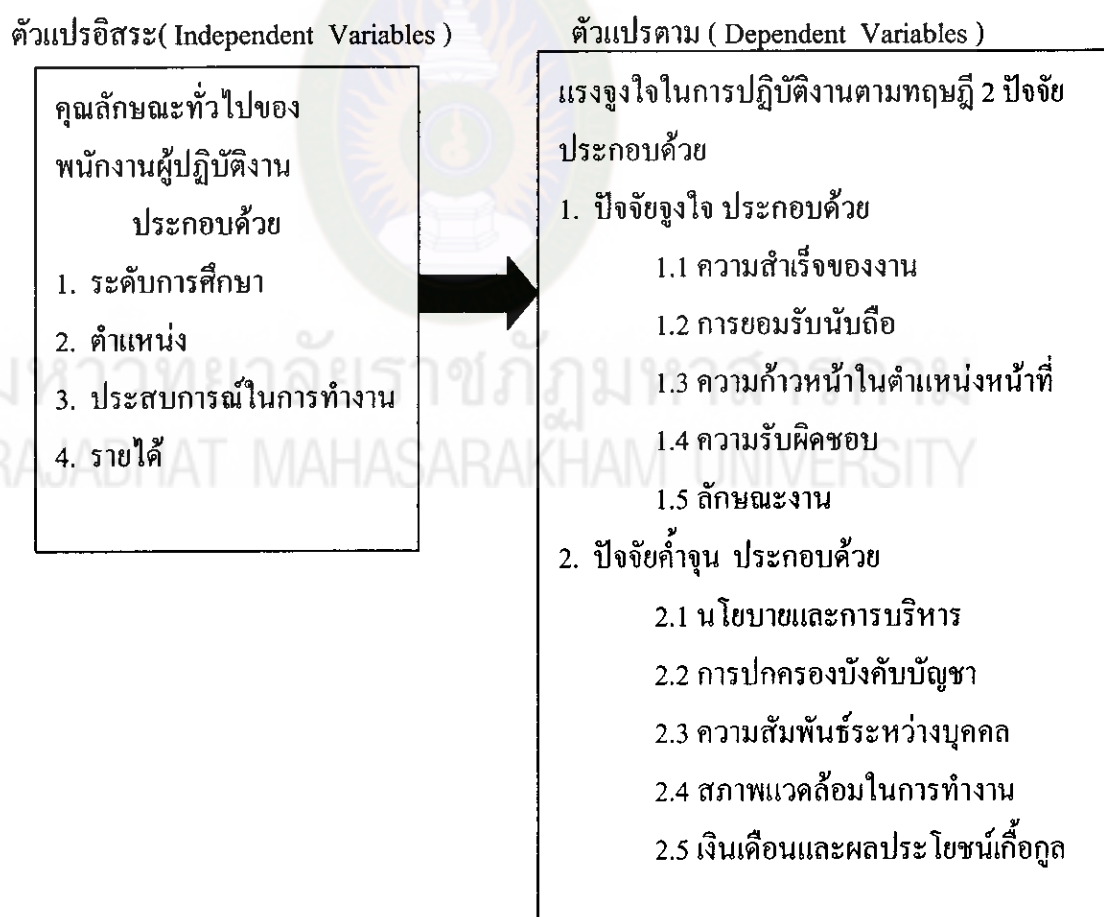 ตัวแปรอิสระ( Independent Variables )
คุณลักษณะทั่วไปของ
พนักงานผู้ปฏิบัติงาน
ประกอบด้วย
1. ระดับการศึกษา
2. ตำแหน่ง
3. ประสบการณ์ในการทำงาน
4. รายได้
ตัวแปรตาม ( Dependent Variables )
แรงจูงใจในการปฏิบัติงานตามทฤษฎี 2 ปัจจัย
ประกอบด้วย
1. ปัจจัยจูงใจ ประกอบด้วย
1.1 ความสำเร็จของงาน
1.2 การยอมรับนับถือ
1.3 ความก้าวหน้าในตำแหน่งหน้าที่
1.4 ความรับผิดชอบ
1.5 ลักษณะงาน
2. ปัจจัยค้ำจุน ประกอบด้วย
2.1 นโยบายและการบริหาร
2.2 การปกครองบังคับบัญชา
2.3 ความสัมพันธ์ระหว่างบุคคล
2.4 สภาพแวดล้อมในการทำงาน
2.5 เงินเดือนและผลประโยชน์เกื้อกูล
มหาวิทยาลัยราชภัฏมหาสารคาม
RAJABHAT MAHASARAKHAM UNIVERSITY